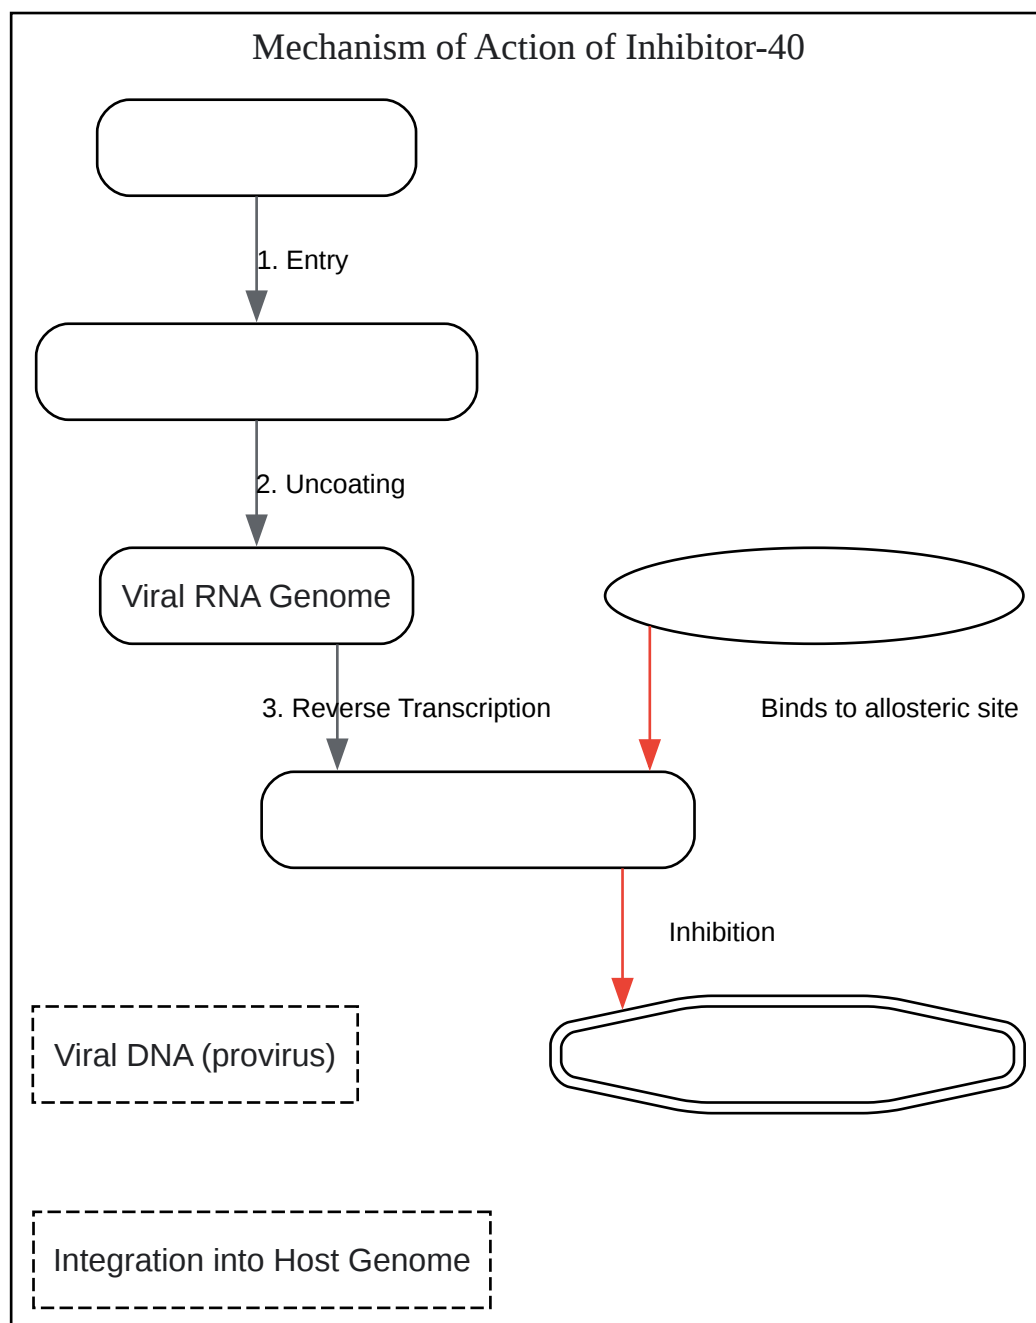 Mechanism of Action of Inhibitor-40
1. Entry
2. Uncoating
Viral RNA Genome
3. Reverse Transcription
Binds to allosteric site
Inhibition
Viral DNA (provirus)
Integration into Host Genome